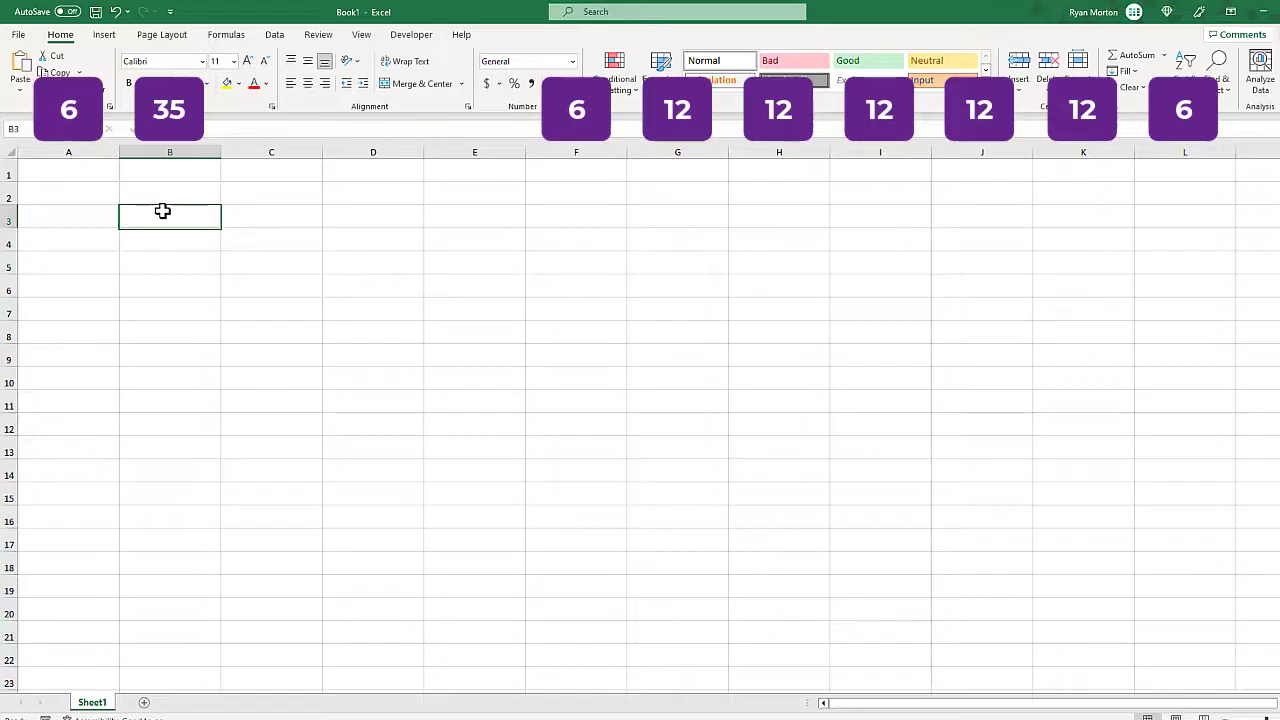 AutoSave Off Book1 - Excel Search Ryan Morton
File Home Insert Page Layout Formulas Data Review View Developer Help Comments
Paste Cut Calibri 11 A A Wrap Text General Normal Bad Good Neutral AutoSum
Copy Input Fill
B Merge & Center $ % Clear Analyze Data
Alignment Number Analysis
6 35 6 12 12 12 12 12 6
B3
A B C D E F G H I J K L
1
2
3
4
5
6
7
8
9
10
11
12
13
14
15
16
17
18
19
20
21
22
23
Sheet1